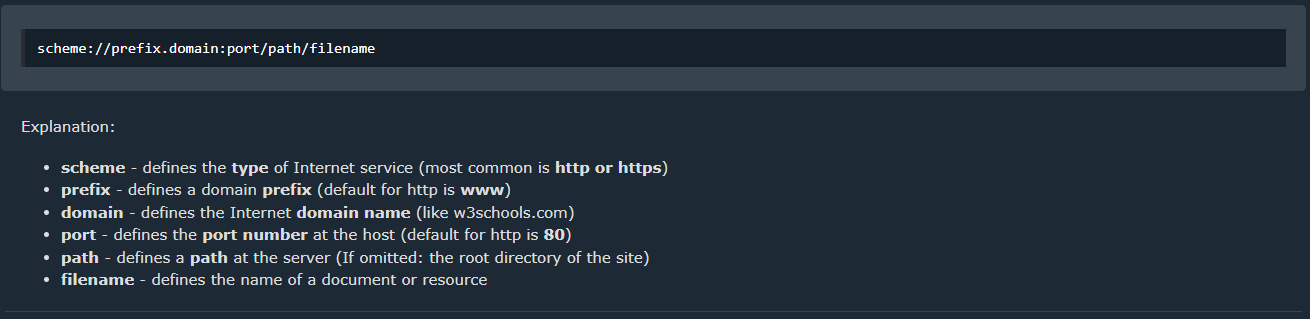 scheme://prefix.domain:port/path/filename
Explanation:
• scheme - defines the type of Internet service (most common is http or https)
• prefix - defines a domain prefix (default for http is www)
• domain - defines the Internet domain name (like w3schools.com)
• port - defines the port number at the host (default for http is 80)
• path - defines a path at the server (If omitted: the root directory of the site)
• filename - defines the name of a document or resource